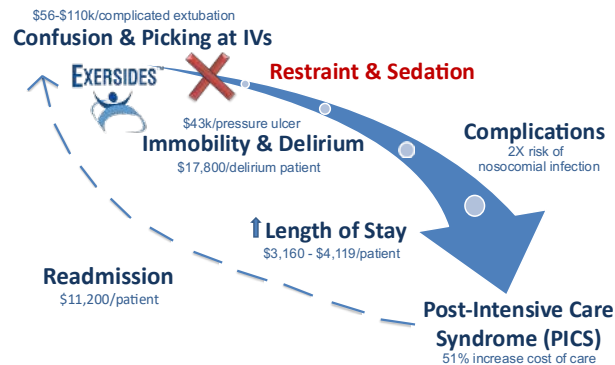 $56-$110k/complicated extubation
Confusion & Picking at IVs
EXERSIDES™
Restraint & Sedation
$43k/pressure ulcer
Immobility & Delirium
$17,800/delirium patient
Complications
2X risk of
nosocomial infection
Length of Stay
$3,160 - $4,119/patient
Readmission
$11,200/patient
Post-Intensive Care
Syndrome (PICS)
51% increase cost of care